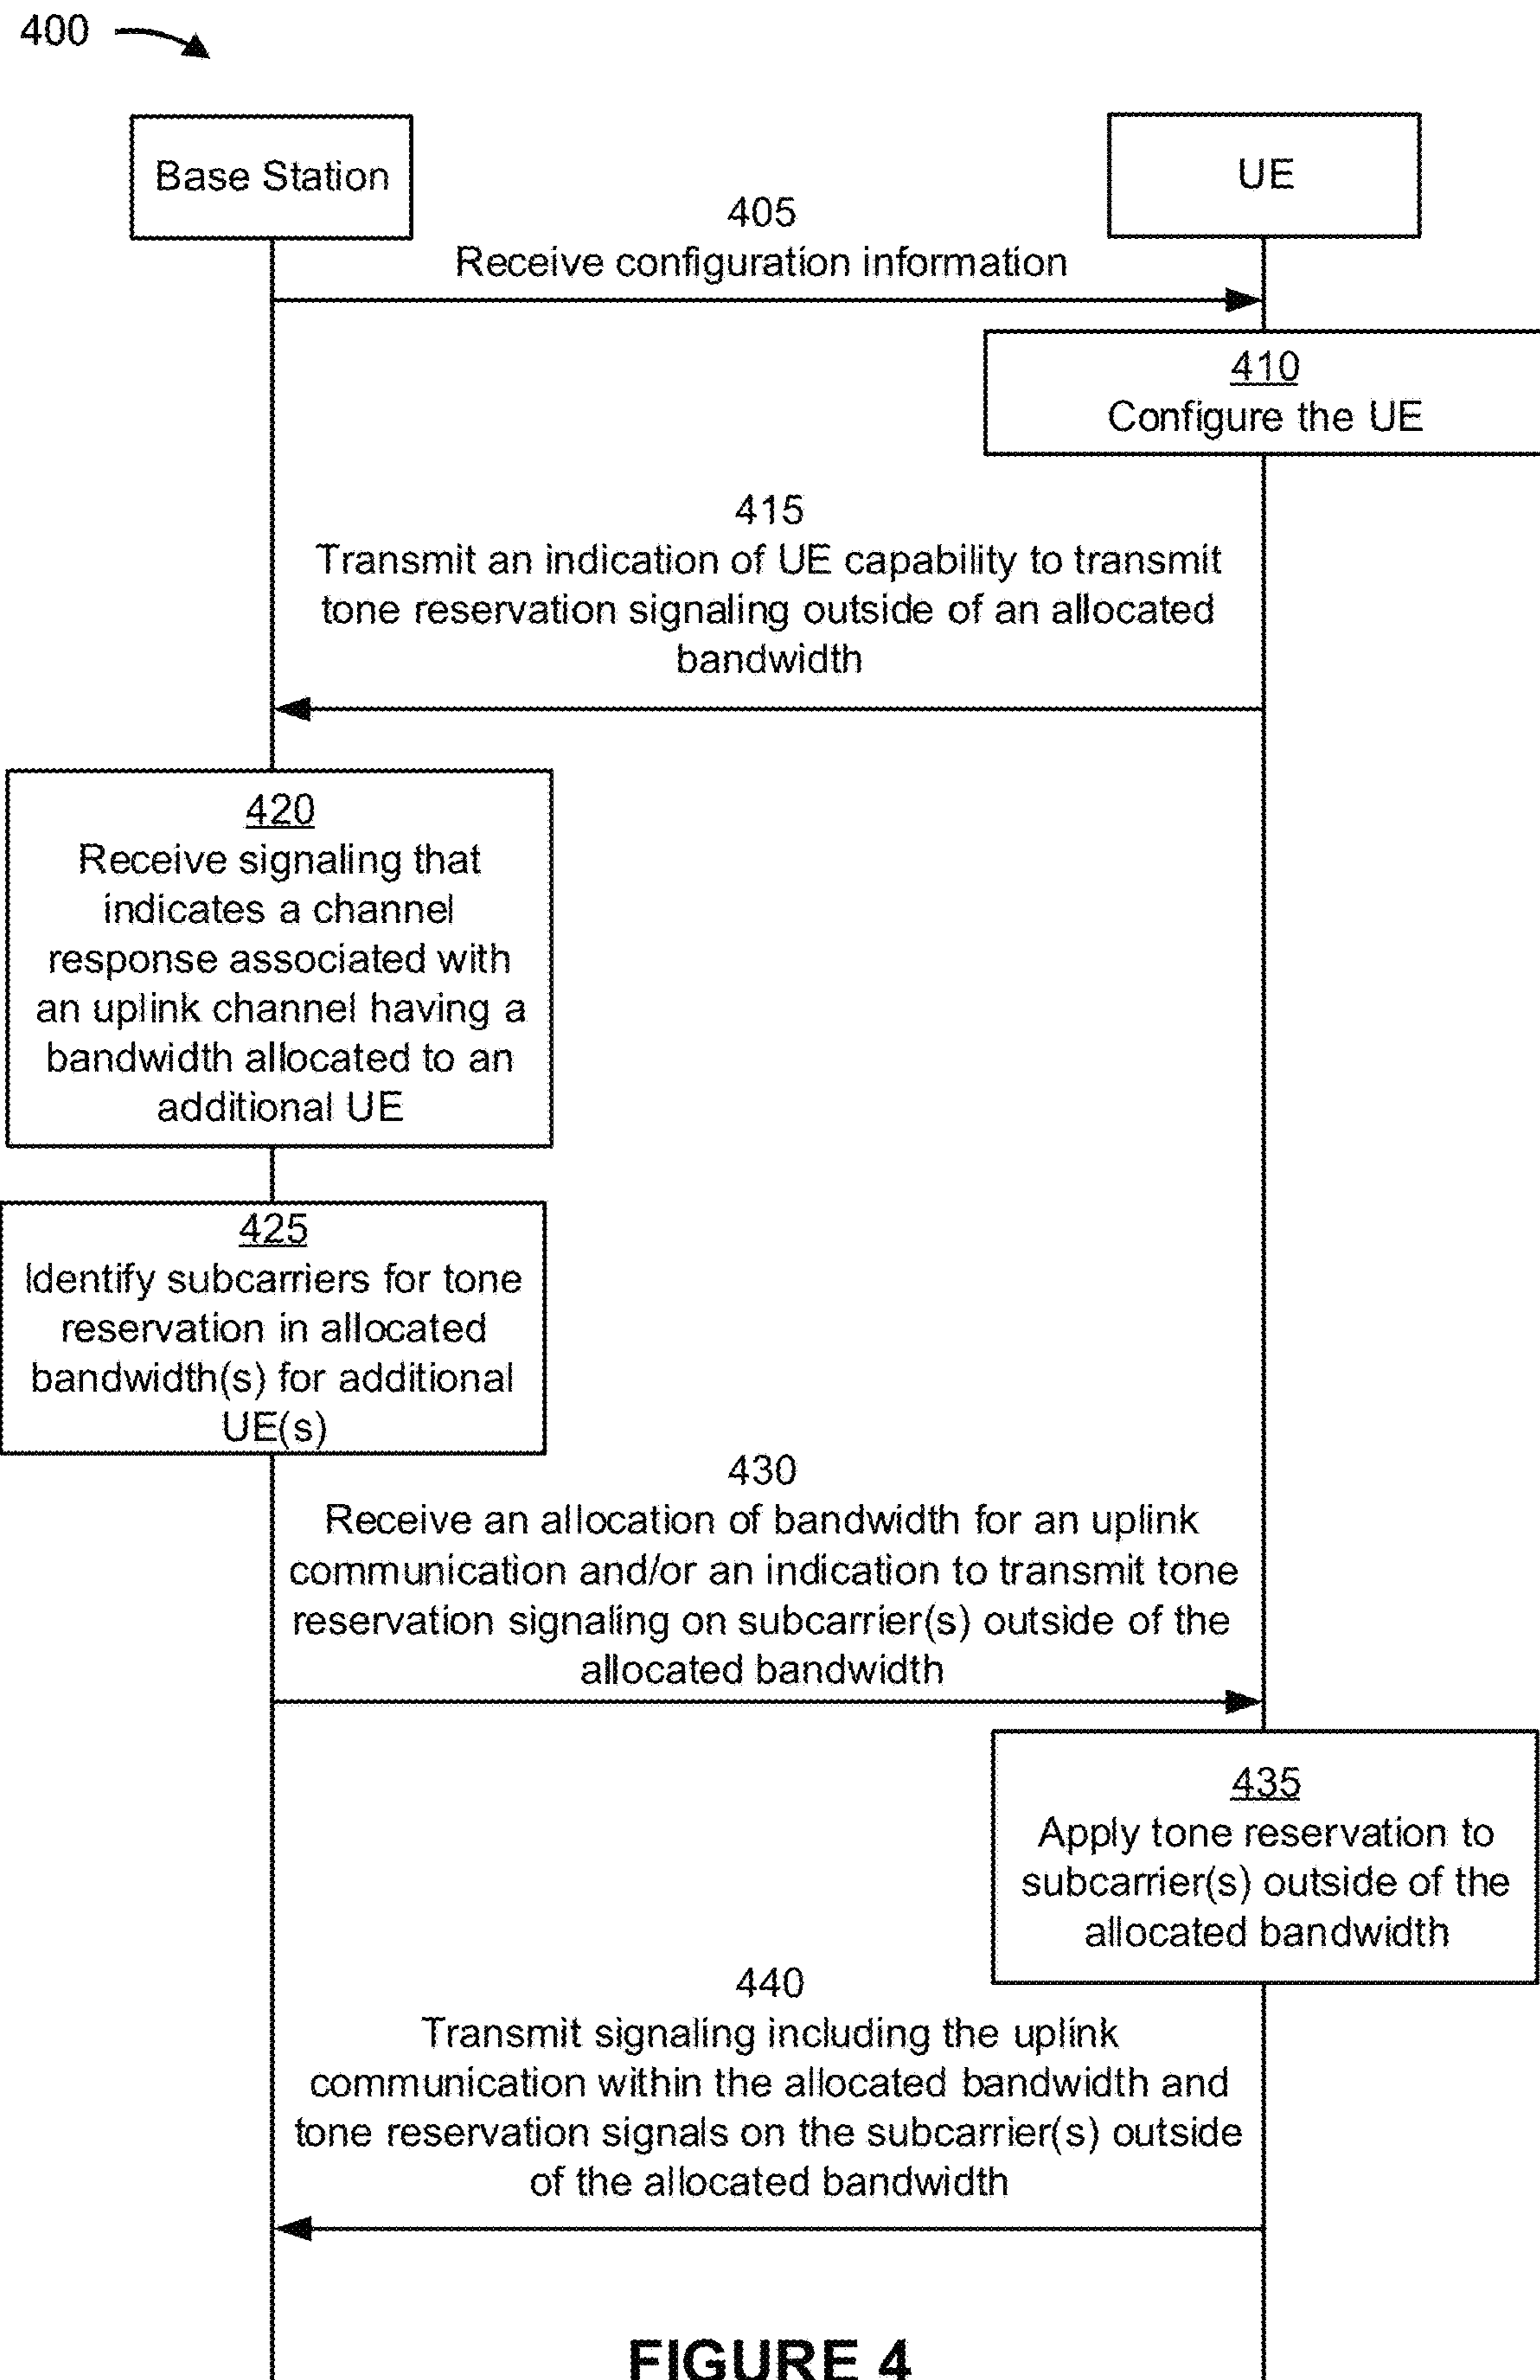 400
Base Station
UE
405
Receive configuration information
410
Configure the UE
415
Transmit an indication of UE capability to transmit
tone reservation signaling outside of an allocated
bandwidth
420
Receive signaling that
indicates a channel
response associated with
an uplink channel having a
bandwidth allocated to an
additional UE
425
Identify subcarriers for tone
reservation in allocated
bandwidth(s) for additional
UE(s)
430
Receive an allocation of bandwidth for an uplink
communication and/or an indication to transmit tone
reservation signaling on subcarrier(s) outside of the
allocated bandwidth
435
Apply tone reservation to
subcarrier(s) outside of the
allocated bandwidth
440
Transmit signaling including the uplink
communication within the allocated bandwidth and
tone reservation signals on the subcarrier(s) outside
of the allocated bandwidth
FIGURE 4